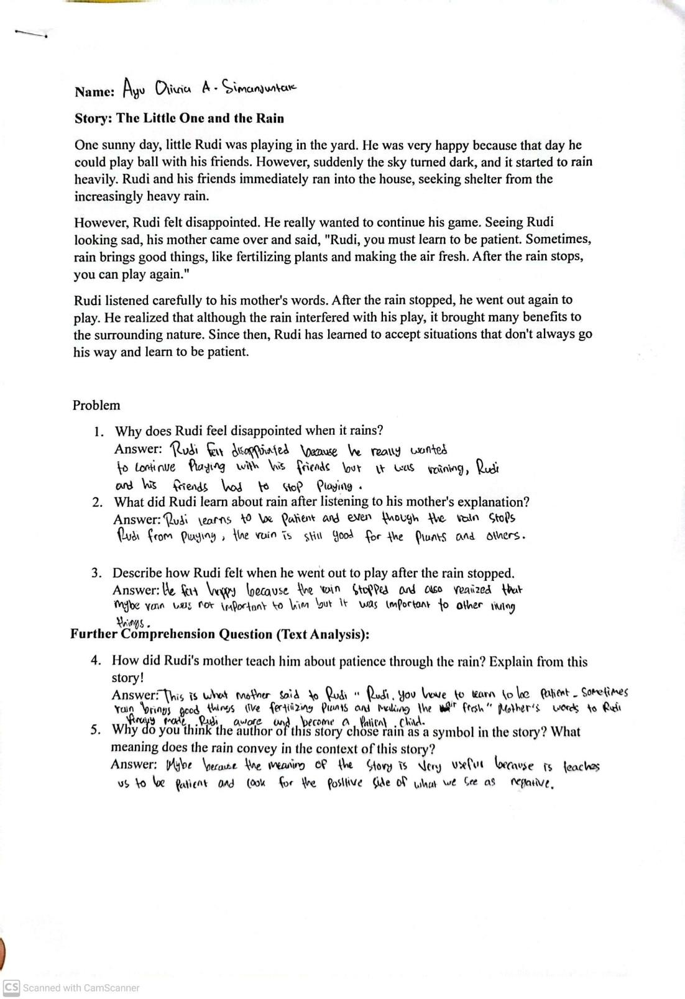 Name: Ayu Olivia A. Simanjuntak
Story: The Little One and the Rain
One sunny day, little Rudi was playing in the yard. He was very happy because that day he
could play ball with his friends. However, suddenly the sky turned dark, and it started to rain
heavily. Rudi and his friends immediately ran into the house, seeking shelter from the
increasingly heavy rain.
However, Rudi felt disappointed. He really wanted to continue his game. Seeing Rudi
looking sad, his mother came over and said, "Rudi, you must learn to be patient. Sometimes,
rain brings good things, like fertilizing plants and making the air fresh. After the rain stops,
you can play again."
Rudi listened carefully to his mother's words. After the rain stopped, he went out again to
play. He realized that although the rain interfered with his play, it brought many benefits to
the surrounding nature. Since then, Rudi has learned to accept situations that don't always go
his way and learn to be patient.
Problem
1. Why does Rudi feel disappointed when it rains?
Answer: Rudi felt disappointed because he really wanted
to continue Playing with his friends but it was raining, Rudi
and his friends had to stop Playing.
2. What did Rudi learn about rain after listening to his mother's explanation?
Answer: Rudi learns to be Patient and even though the rain stops
Rudi from playing, the rain is still good for the plants and others.
3. Describe how Rudi felt when he went out to play after the rain stopped.
Answer: He felt happy because the rain stopped and also realized that
mybe rain was not important to him but it was important to other living
things.
Further Comprehension Question (Text Analysis):
4. How did Rudi's mother teach him about patience through the rain? Explain from this
story!
Answer: This is what mother said to Rudi " Rudi, you have to learn to be patient. Sometimes
rain brings good things live fertilizing Plants and making the air fresh" Mother's words to Rudi
finally made Rudi aware and become a Patient child.
5. Why do you think the author of this story chose rain as a symbol in the story? What
meaning does the rain convey in the context of this story?
Answer: Mybe because the meaning of the story is very useful because is teaches
us to be patient and look for the positive side of what we see as negative.
CS Scanned with CamScanner